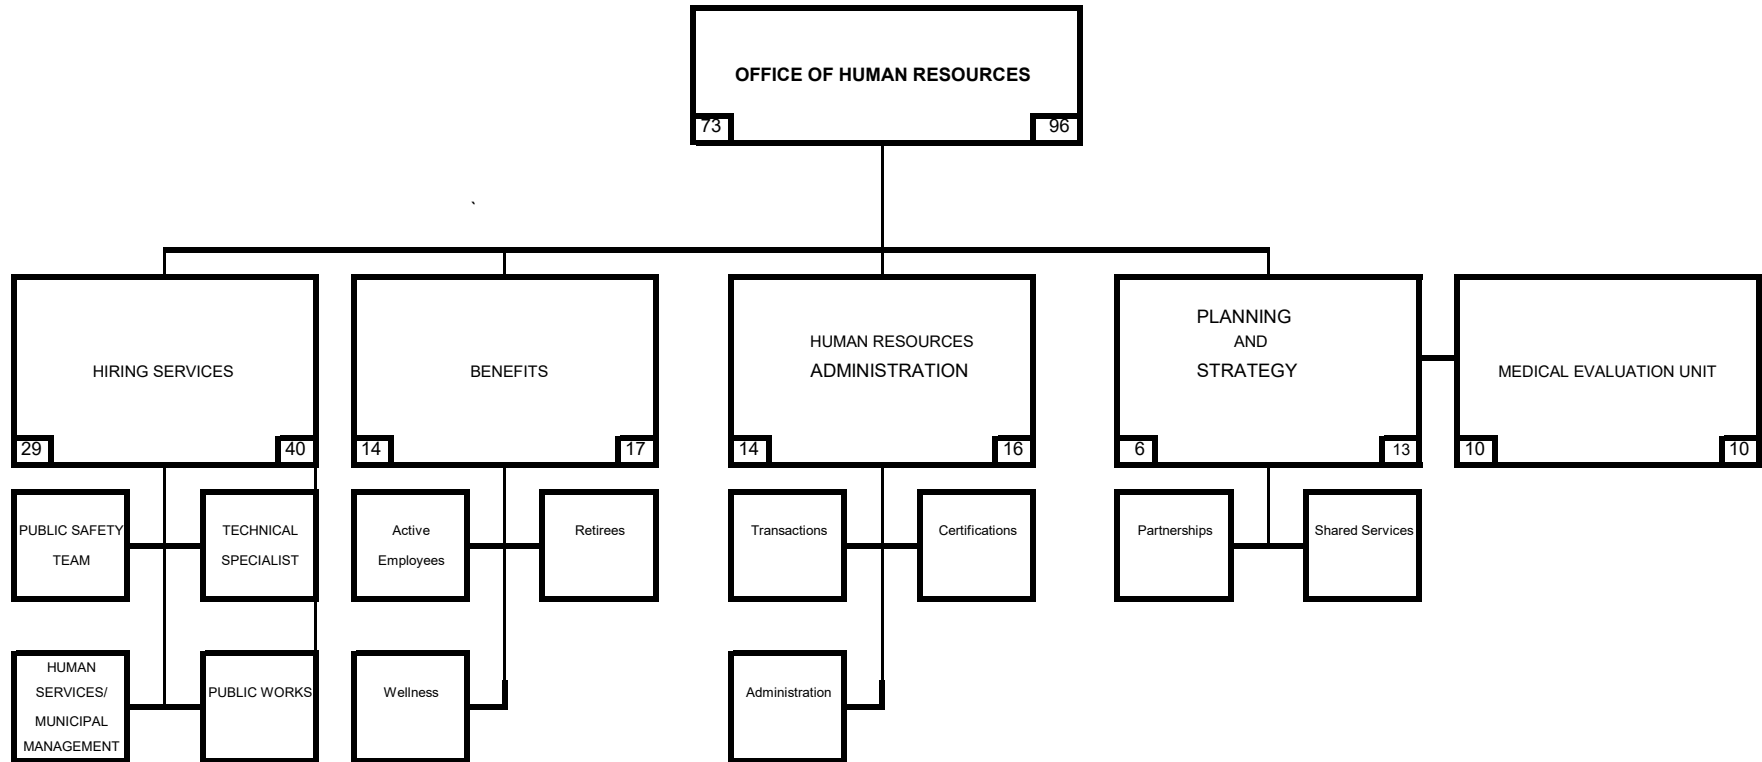 OFFICE OF HUMAN RESOURCES
73 96
`
HIRING SERVICES
29 40
BENEFITS
14 17
HUMAN RESOURCES
ADMINISTRATION
14 16
PLANNING
AND
STRATEGY
6 13
MEDICAL EVALUATION UNIT
10 10
PUBLIC SAFETY
TEAM
TECHNICAL
SPECIALIST
Active
Employees
Retirees
Transactions
Certifications
Partnerships
Shared Services
HUMAN
SERVICES/
MUNICIPAL
MANAGEMENT
PUBLIC WORKS
Wellness
Administration